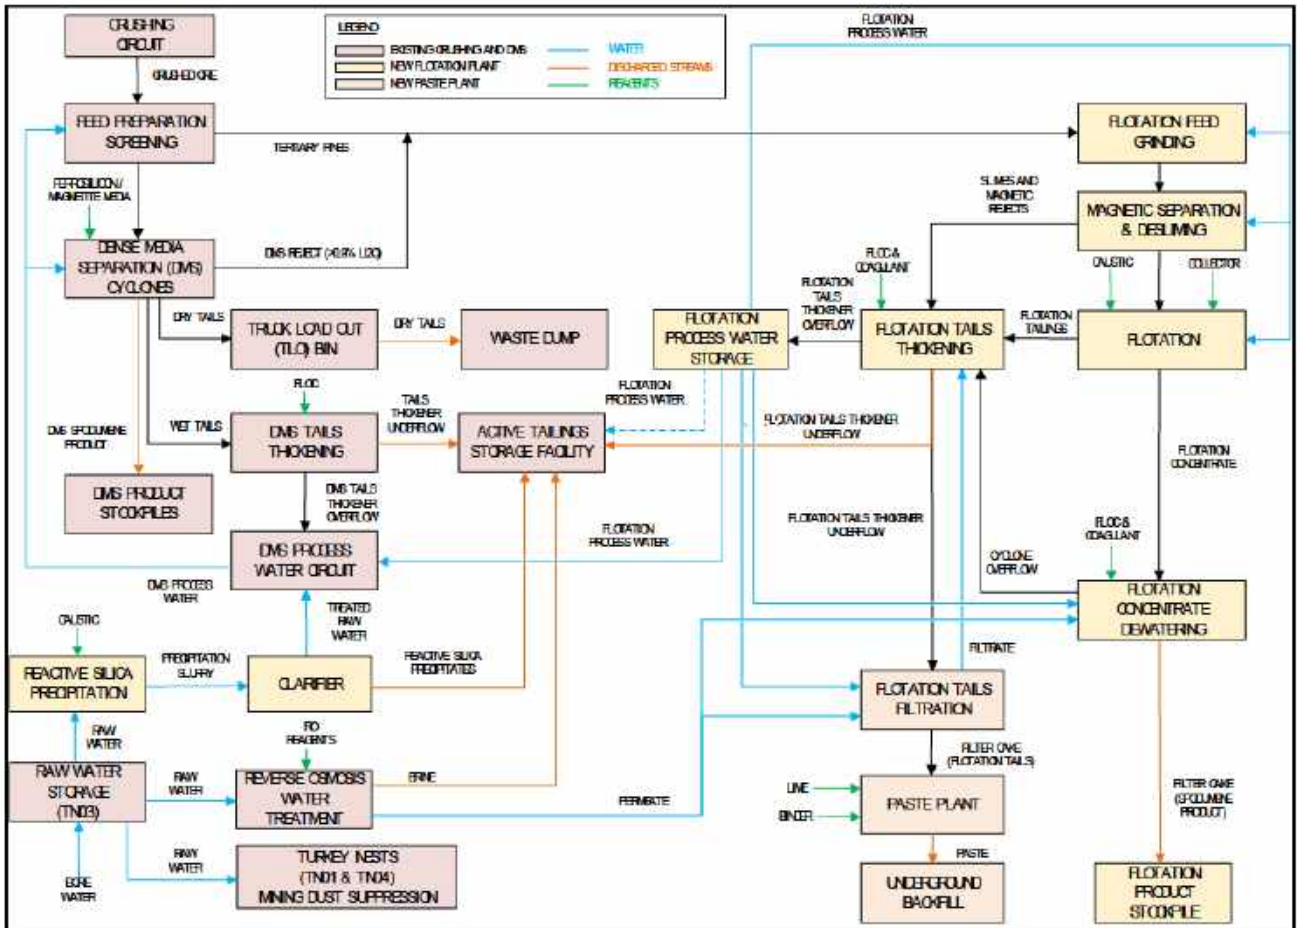 CRUSHING
CIRCUIT
CRUSHED ORE
LEGEND
EXISTING CRUSHING AND DMS
NEW FLOTATION PLANT
NEW PASTE PLANT
WATER
DISCHARGED STREAMS
REAGENTS
FLOTATION
PROCESS WATER
FEED PREPARATION
SCREENING
TERTIARY FINES
FLOTATION FEED
GRINDING
FERROSILICON /
MAGNETITE MEDIA
SLIMES AND
MAGNETIC
REJECTS
MAGNETIC SEPARATION
& DESLIMING
DENSE MEDIA
SEPARATION (DMS)
CYCLONES
DMS REJECT (>0.9% LI2O)
FLOC &
COAGULANT
CAUSTIC
COLLECTOR
DRY TAILS
TRUCK LOAD OUT
(TLO) BIN
DRY TAILS
WASTE DUMP
FLOTATION
PROCESS WATER
STORAGE
FLOTATION
TAILS
THICKENER
OVERFLOW
FLOTATION TAILS
THICKENING
FLOTATION
TAILINGS
FLOTATION
FLOC
DMS SPODUMENE
PRODUCT
WET TAILS
DMS TAILS
THICKENING
TAILS
THICKENER
UNDERFLOW
ACTIVE TAILINGS
STORAGE FACILITY
FLOTATION
PROCESS WATER
FLOTATION TAILS THICKENER
UNDERFLOW
FLOTATION
CONCENTRATE
DMS PRODUCT
STOCKPILES
DMS TAILS
THICKENER
OVERFLOW
FLOTATION
PROCESS WATER
FLOTATION TAILS THICKENER
UNDERFLOW
FLOC &
COAGULANT
CYCLONE
OVERFLOW
DMS PROCESS
WATER CIRCUIT
DMS PROCESS
WATER
TREATED
RAW
WATER
FLOTATION
CONCENTRATE
DEWATERING
CAUSTIC
REACTIVE SILICA
PRECIPITATION
PRECIPITATION
SLURRY
CLARIFIER
REACTIVE SILICA
PRECIPITATES
FILTRATE
FLOTATION TAILS
FILTRATION
RAW
WATER
RO
REAGENTS
FILTER CAKE
(FLOTATION TAILS)
RAW WATER
STORAGE
(TN03)
RAW
WATER
REVERSE OSMOSIS
WATER
TREATMENT
BRINE
PERMEATE
LIME
BINDER
PASTE PLANT
FILTER CAKE
(SPODUMENE
PRODUCT)
BORE
WATER
RAW
WATER
TURKEY NESTS
(TN01 & TN04)
MINING DUST SUPPRESSION
PASTE
UNDERGROUND
BACKFILL
FLOTATION
PRODUCT
STOCKPILE